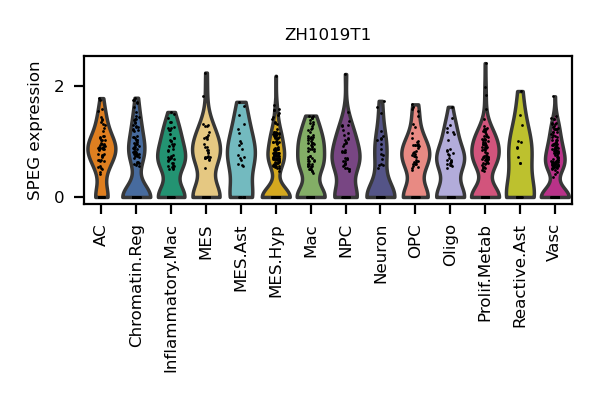 ZH1019T1
SPEG expression
2
0
AC
Chromatin.Reg
Inflammatory.Mac
MES
MES.Ast
MES.Hyp
Mac
NPC
Neuron
OPC
Oligo
Prolif.Metab
Reactive.Ast
Vasc